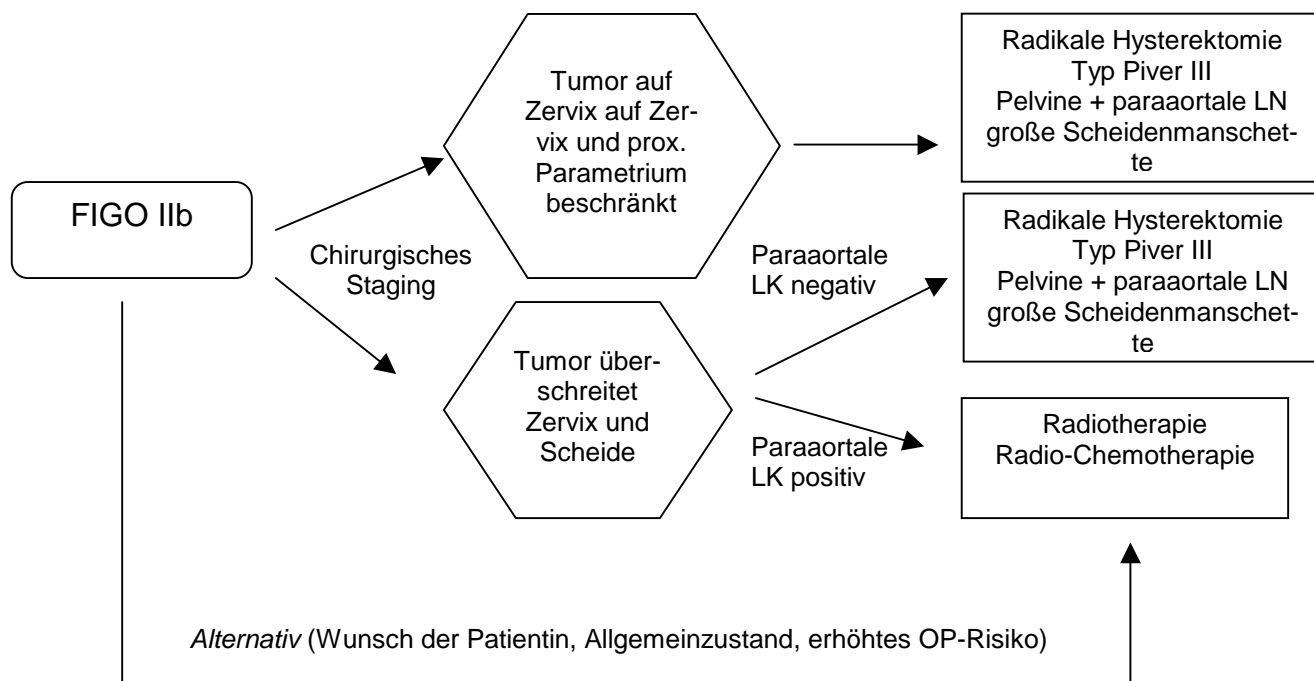 FIGO IIb
Chirurgisches
Staging
Tumor auf
Zervix auf Zer-
vix und prox.
Parametrium
beschränkt
Radikale Hysterektomie
Typ Piver III
Pelvine + paraaortale LN
große Scheidenmanschet-
te
Tumor über-
schreitet
Zervix und
Scheide
Paraaortale
LK negativ
Radikale Hysterektomie
Typ Piver III
Pelvine + paraaortale LN
große Scheidenmanschet-
te
Paraaortale
LK positiv
Radiotherapie
Radio-Chemotherapie
Alternativ (Wunsch der Patientin, Allgemeinzustand, erhöhtes OP-Risiko)